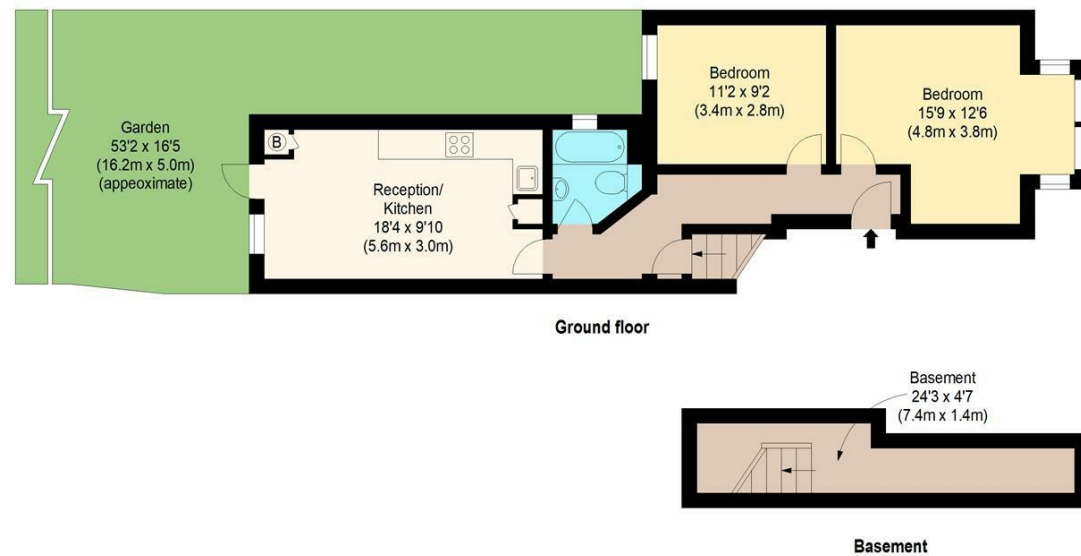 Garden
53'2 x 16'5
(16.2m x 5.0m)
(appeoximate)
B
Reception/
Kitchen
18'4 x 9'10
(5.6m x 3.0m)
Bedroom
11'2 x 9'2
(3.4m x 2.8m)
Bedroom
15'9 x 12'6
(4.8m x 3.8m)
Ground floor
Basement
24'3 x 4'7
(7.4m x 1.4m)
Basement